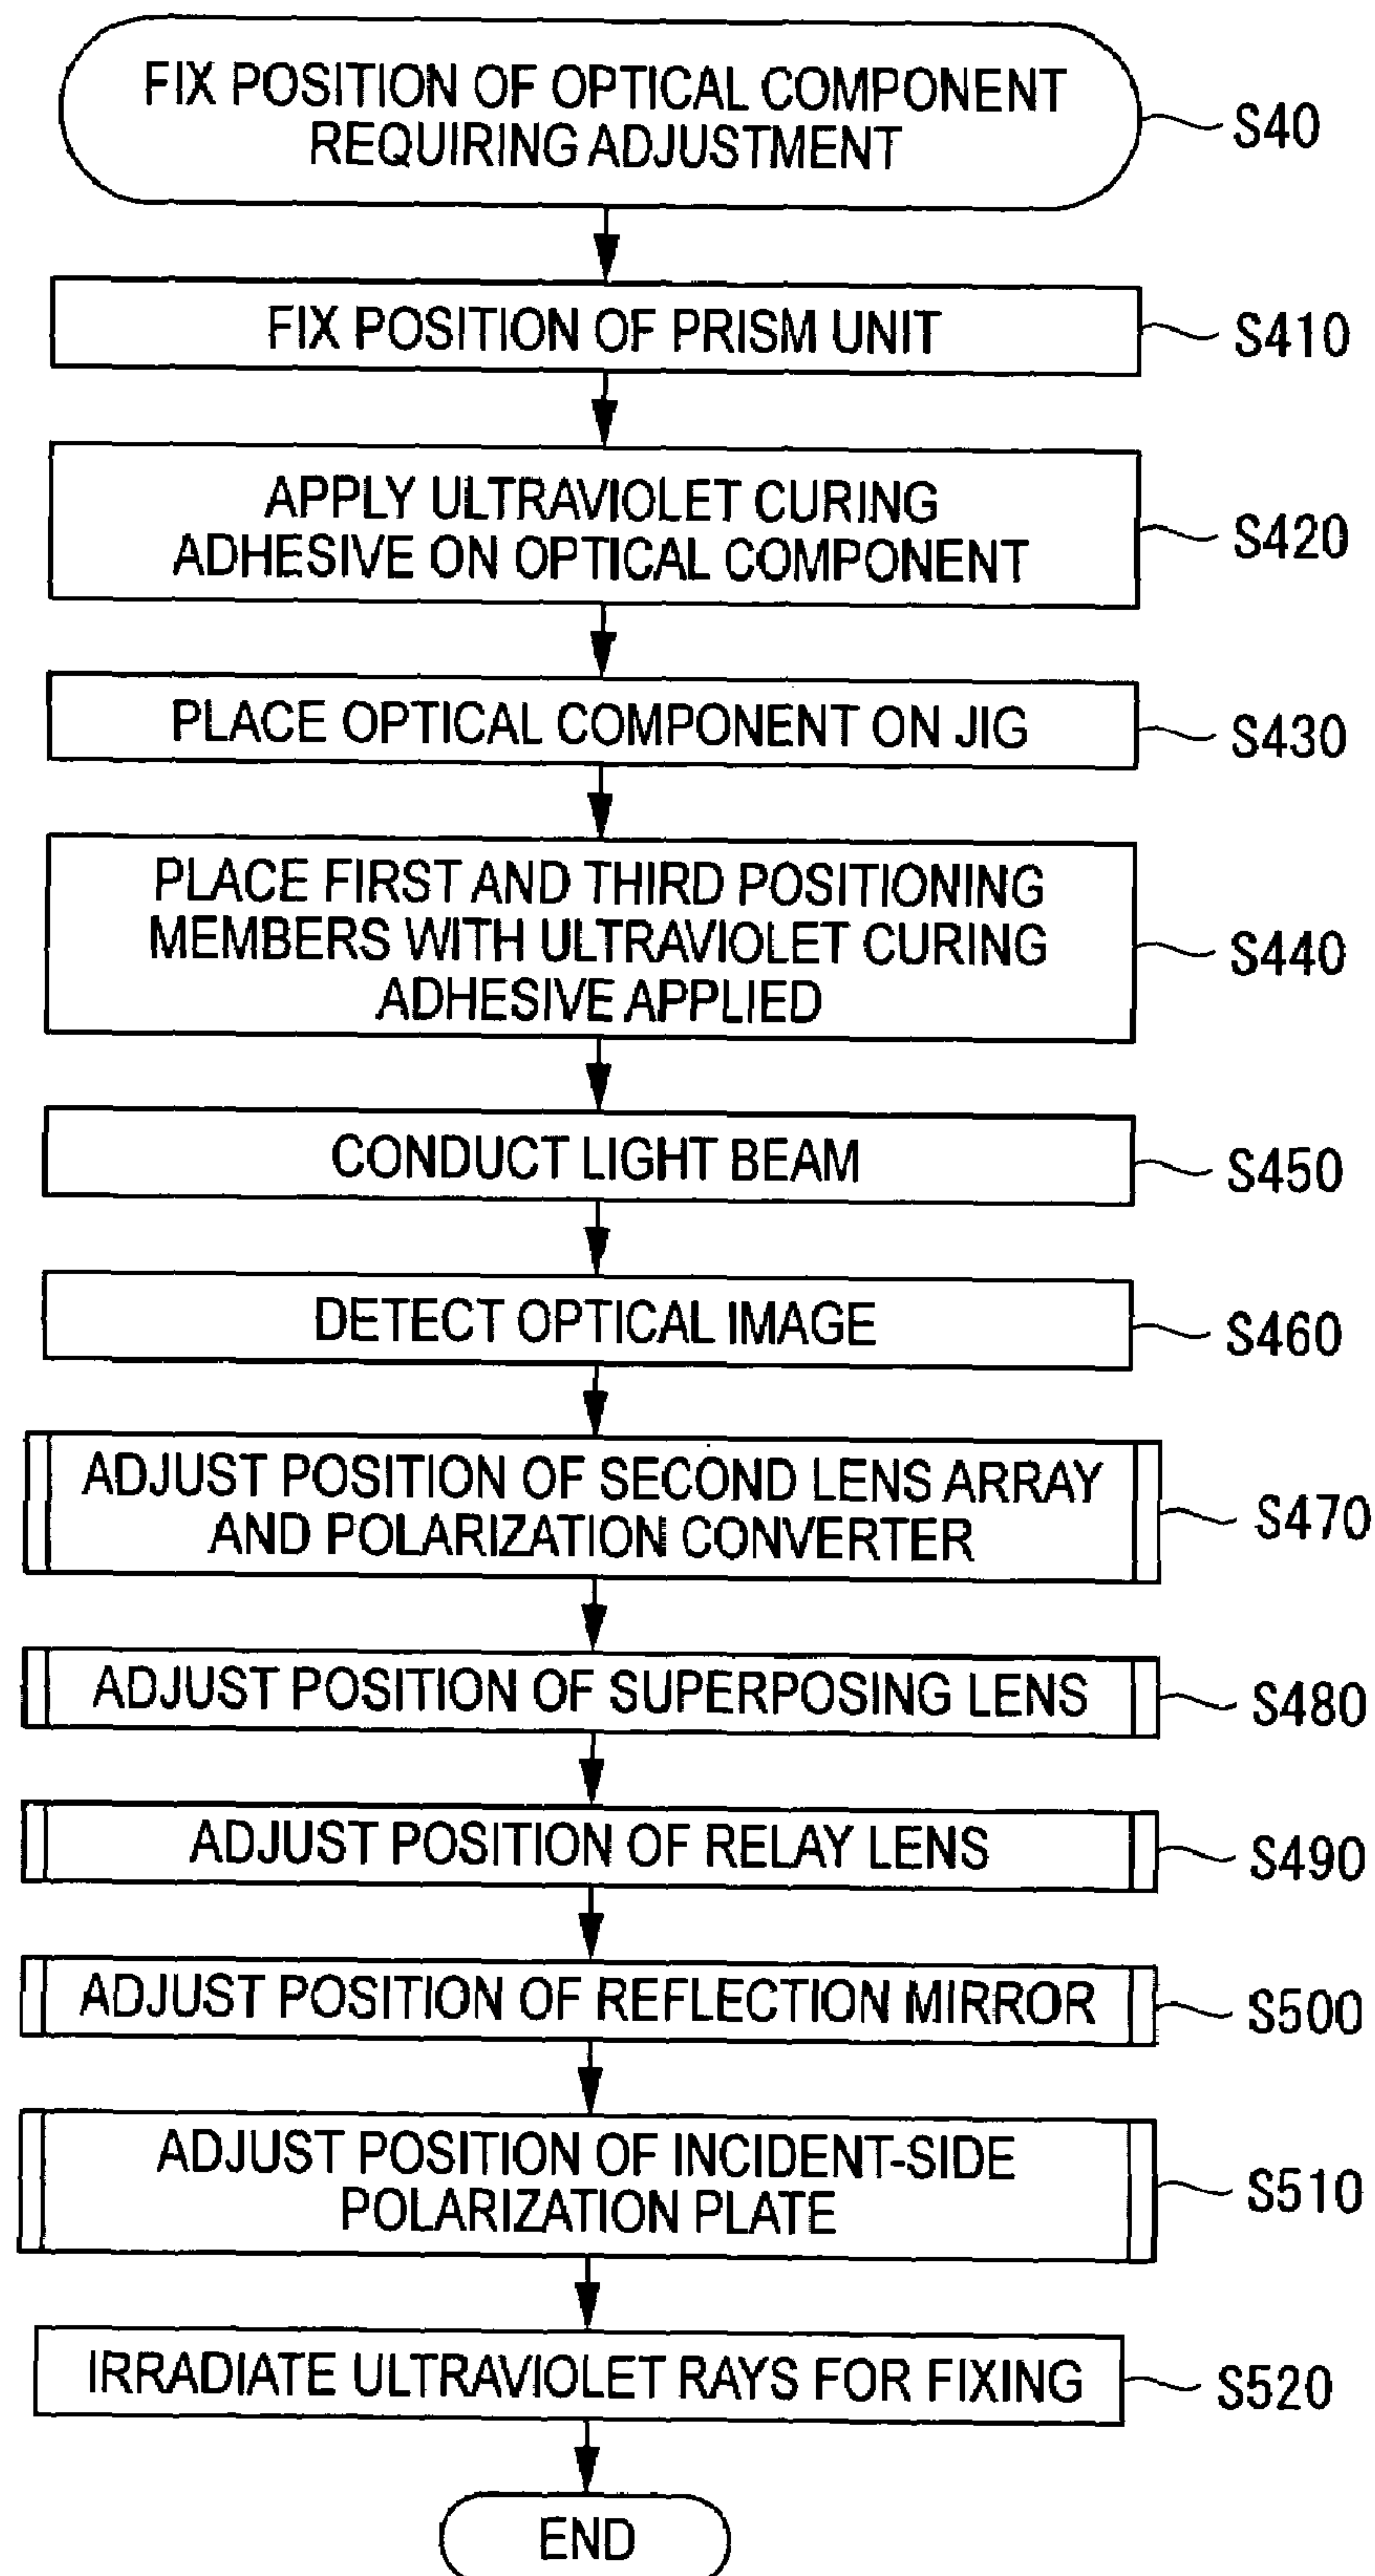 FIX POSITION OF OPTICAL COMPONENT
REQUIRING ADJUSTMENT
S40
FIX POSITION OF PRISM UNIT
S410
APPLY ULTRAVIOLET CURING
ADHESIVE ON OPTICAL COMPONENT
S420
PLACE OPTICAL COMPONENT ON JIG
S430
PLACE FIRST AND THIRD POSITIONING
MEMBERS WITH ULTRAVIOLET CURING
ADHESIVE APPLIED
S440
CONDUCT LIGHT BEAM
S450
DETECT OPTICAL IMAGE
S460
ADJUST POSITION OF SECOND LENS ARRAY
AND POLARIZATION CONVERTER
S470
ADJUST POSITION OF SUPERPOSING LENS
S480
ADJUST POSITION OF RELAY LENS
S490
ADJUST POSITION OF REFLECTION MIRROR
S500
ADJUST POSITION OF INCIDENT-SIDE
POLARIZATION PLATE
S510
IRRADIATE ULTRAVIOLET RAYS FOR FIXING
S520
END